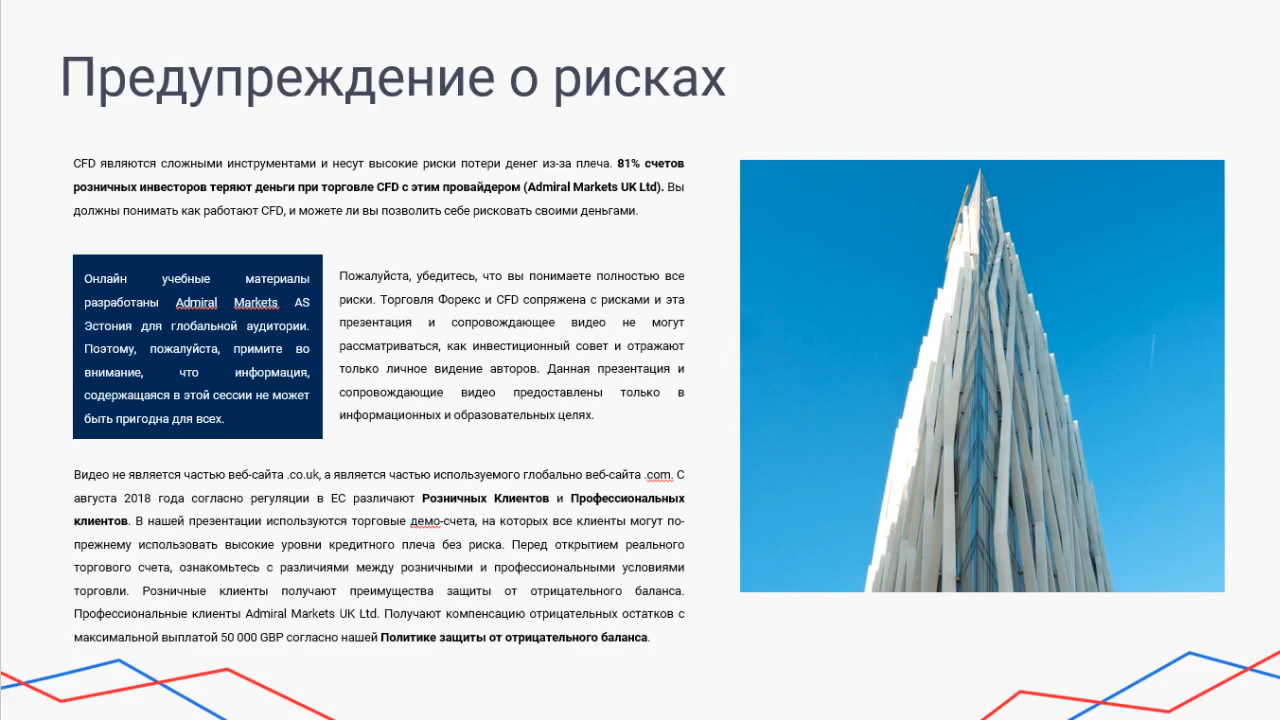 Предупреждение о рисках
CFD являются сложными инструментами и несут высокие риски потери денег из-за плеча. 81% счетов
розничных инвесторов теряют деньги при торговле CFD с этим провайдером (Admiral Markets UK Ltd). Вы
должны понимать как работают CFD, и можете ли вы позволить себе рисковать своими деньгами.
Онлайн учебные материалы
разработаны Admiral Markets AS
Эстония для глобальной аудитории.
Поэтому, пожалуйста, примите во
внимание, что информация,
содержащаяся в этой сессии не может
быть пригодна для всех.
Пожалуйста, убедитесь, что вы понимаете полностью все
риски. Торговля Форекс и CFD сопряжена с рисками и эта
презентация и сопровождающее видео не могут
рассматриваться, как инвестиционный совет и отражают
только личное видение авторов. Данная презентация и
сопровождающие видео предоставлены только в
информационных и образовательных целях.
Видео не является частью веб-сайта .co.uk, а является частью используемого глобально веб-сайта .com. С
августа 2018 года согласно регуляции в ЕС различают Розничных Клиентов и Профессиональных
клиентов. В нашей презентации используются торговые демо-счета, на которых все клиенты могут по-
прежнему использовать высокие уровни кредитного плеча без риска. Перед открытием реального
торгового счета, ознакомьтесь с различиями между розничными и профессиональными условиями
торговли. Розничные клиенты получают преимущества защиты от отрицательного баланса.
Профессиональные клиенты Admiral Markets UK Ltd. Получают компенсацию отрицательных остатков с
максимальной выплатой 50 000 GBP согласно нашей Политике защиты от отрицательного баланса.